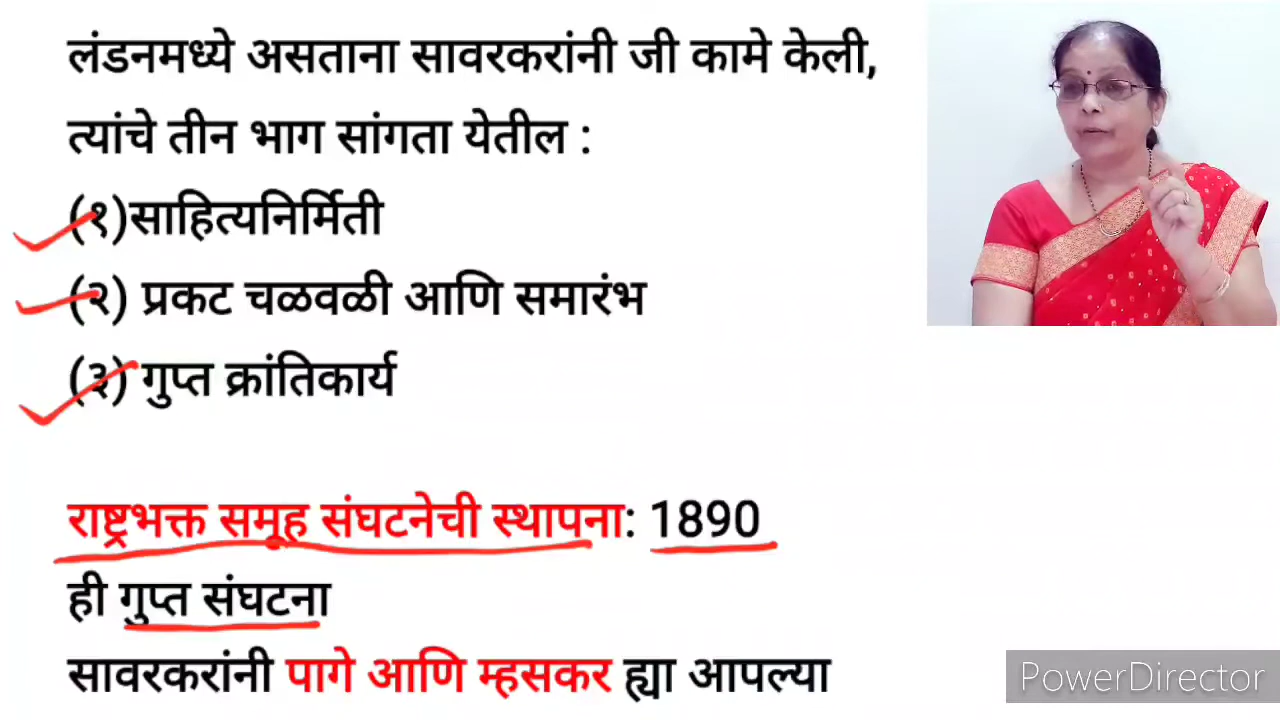 लंडनमध्ये असताना सावरकरांनी जी कामे केली,
त्यांचे तीन भाग सांगता येतील :
(१)साहित्यनिर्मिती
(२) प्रकट चळवळी आणि समारंभ
(३) गुप्त क्रांतिकार्य
राष्ट्रभक्त समूह संघटनेची स्थापना: 1890
ही गुप्त संघटना
सावरकरांनी पागे आणि म्हसकर ह्या आपल्या
PowerDirector